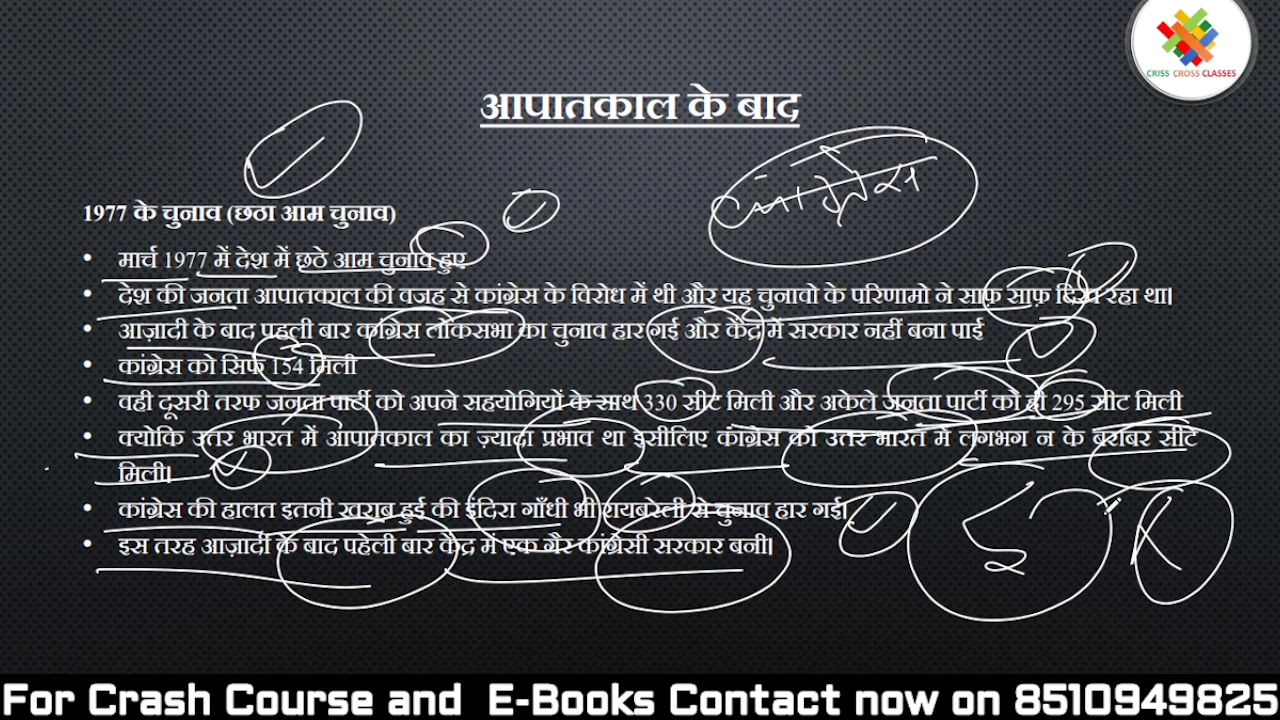 CRISS CROSS CLASSES
आपातकाल के बाद
कांग्रेस
1977 के चुनाव (छठा आम चुनाव)
• मार्च 1977 में देश में छठे आम चुनाव हुए
• देश की जनता आपातकाल की वजह से कांग्रेस के विरोध में थी और यह चुनावो के परिणामो ने साफ़ साफ़ दिख रहा था।
• आज़ादी के बाद पहली बार कांग्रेस लोकसभा का चुनाव हार गई और केंद्र में सरकार नहीं बना पाई
• कांग्रेस को सिर्फ 154 मिली
• वही दूसरी तरफ जनता पार्टी को अपने सहयोगियों के साथ 330 सीट मिली और अकेले जनता पार्टी को ही 295 सीट मिली
• क्योकि उत्तर भारत में आपातकाल का ज़्यादा प्रभाव था इसीलिए कांग्रेस को उत्तर भारत में लगभग न के बराबर सीटे
मिली।
• कांग्रेस की हालत इतनी खराब हुई की इंदिरा गाँधी भी रायबरेली से चुनाव हार गई।
• इस तरह आज़ादी के बाद पहेली बार केंद्र में एक गैर कांग्रेसी सरकार बनी।
For Crash Course and E-Books Contact now on 8510949825